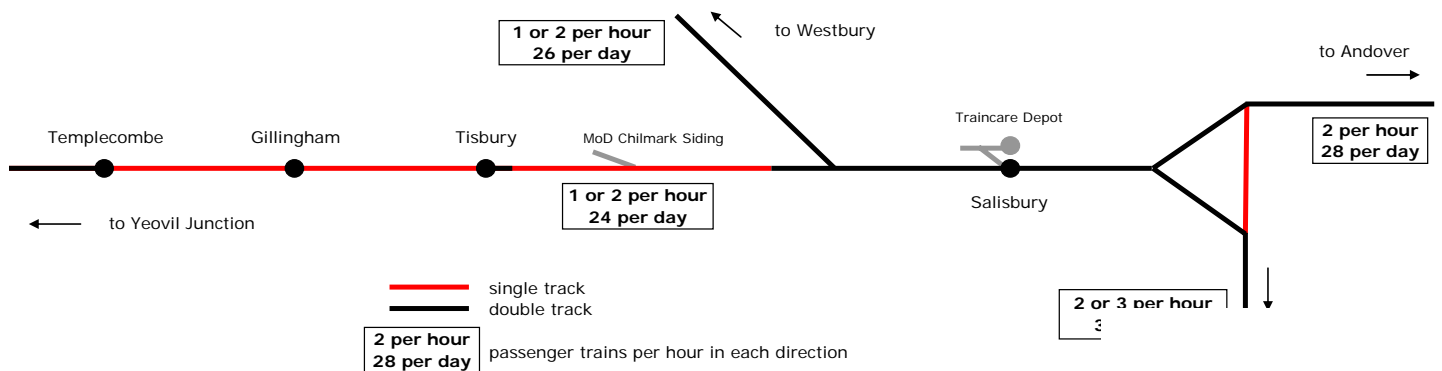 1 or 2 per hour
26 per day
to Westbury
to Andover
Templecombe
Gillingham
Tisbury
MoD Chilmark Siding
Traincare Depot
2 per hour
28 per day
1 or 2 per hour
24 per day
Salisbury
to Yeovil Junction
single track
double track
2 or 3 per hour
2 per hour
28 per day
passenger trains per hour in each direction